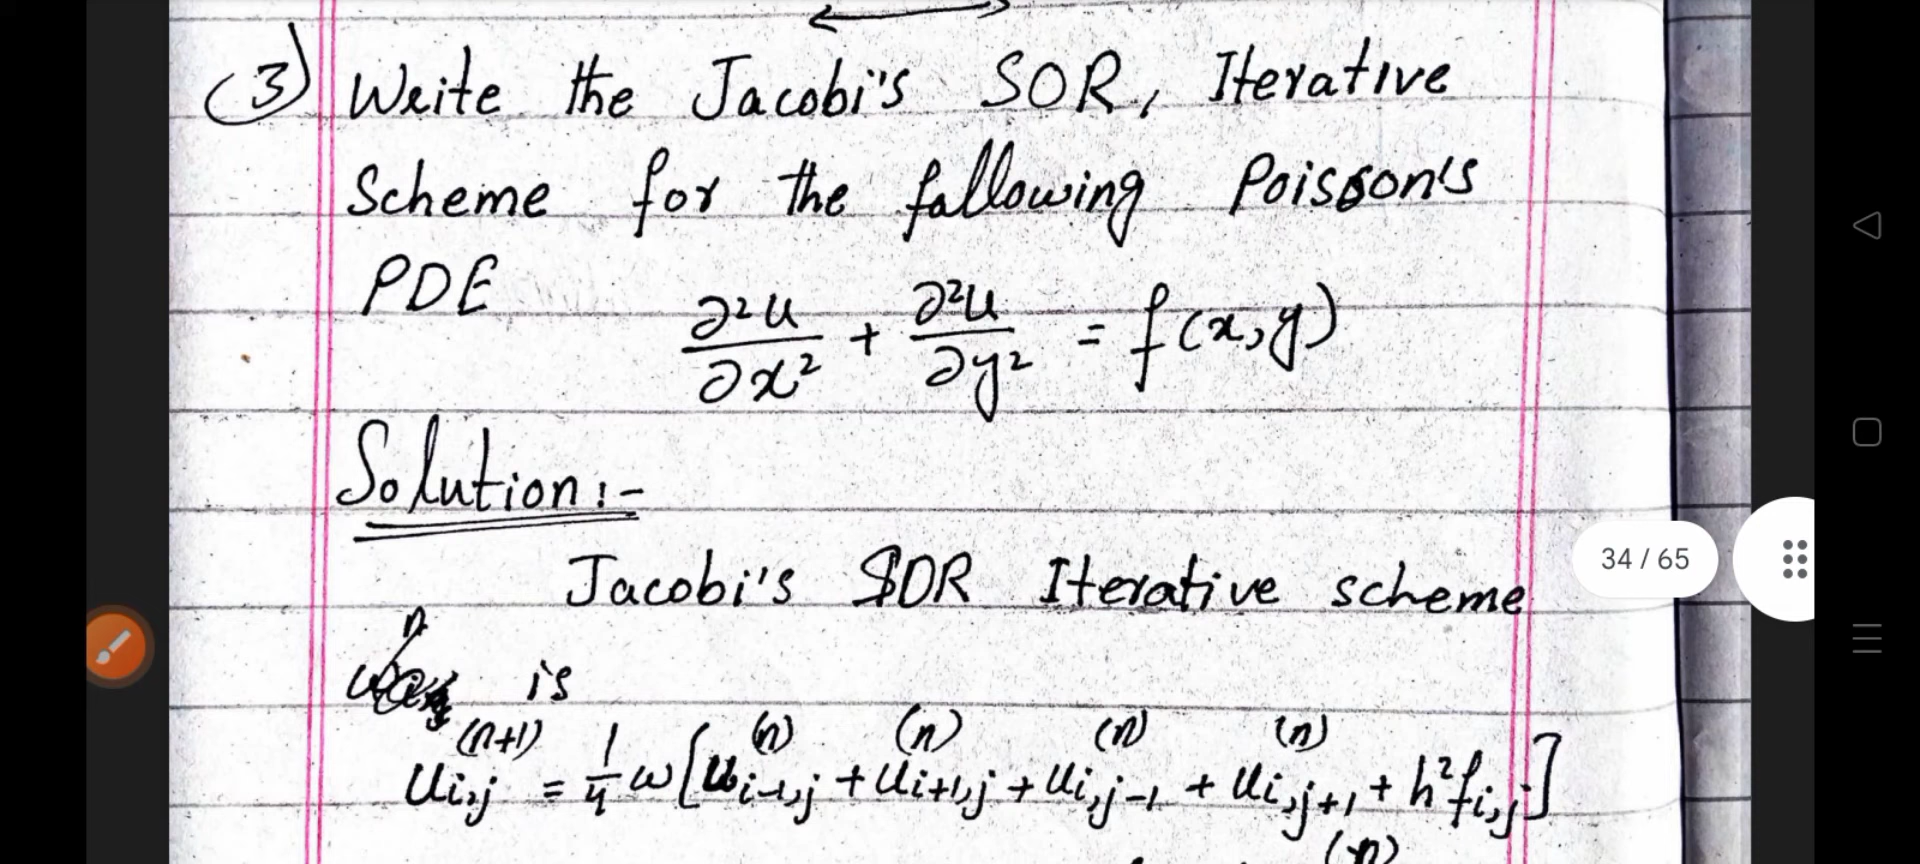 (3) Write the Jacobi's SOR, Iterative
Scheme for the following Poisson's
PDE ∂²u/∂x² + ∂²u/∂y² = f(x,y)
Solution:-
Jacobi's SOR Iterative scheme
is
u_{i,j}^{(n+1)} = 1/4 ω[u_{i-1,j}^{(n)} + u_{i+1,j}^{(n)} + u_{i,j-1}^{(n)} + u_{i,j+1}^{(n)} + h²f_{i,j}]
(n)
34 / 65